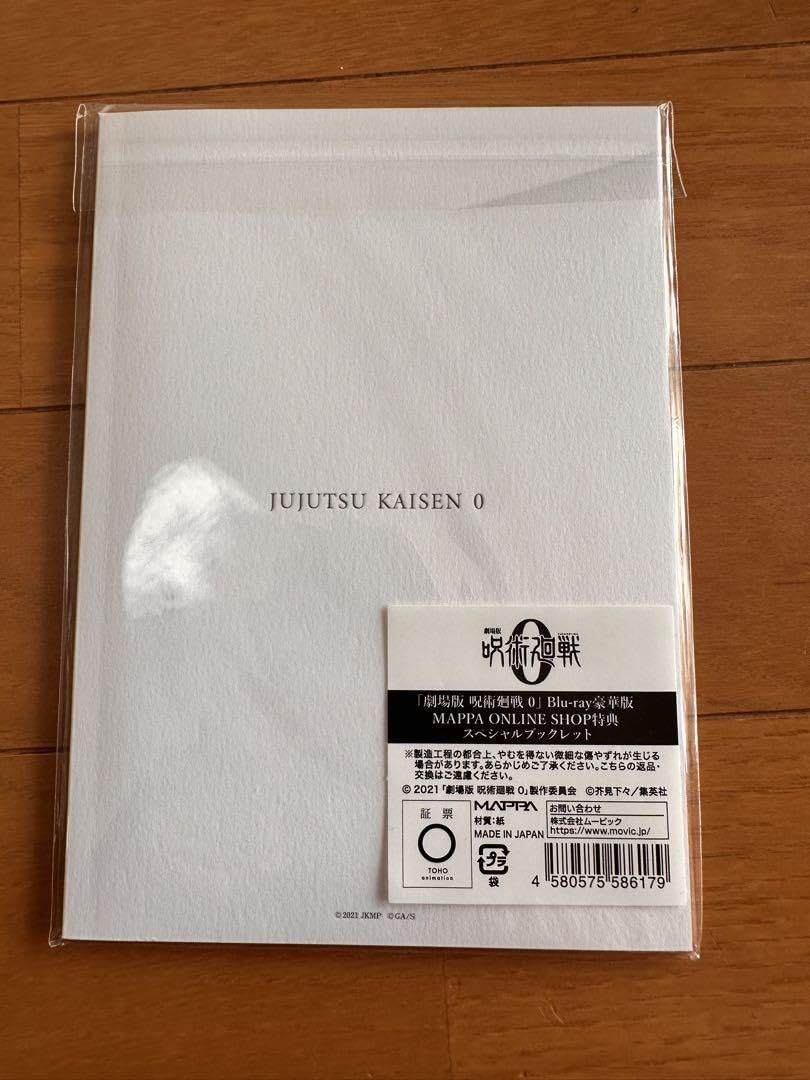 JUJUTSU KAISEN 0
劇場版
呪術廻戦
0
「劇場版 呪術廻戦 0」Blu-ray豪華版
MAPPA ONLINE SHOP特典
スペシャルブックレット
※製造工程の都合上、やむを得ない微細な傷やずれが生じる
場合があります。あらかじめご了承ください。こちらの返品・
交換はご遠慮ください。
© 2021「劇場版 呪術廻戦 0」製作委員会 ©芥見下々／集英社
証票
TOHO
animation
MAPPA
材質：紙
MADE IN JAPAN
プラ
袋
お問い合わせ
株式会社ムービック
https://www.movic.jp/
4 580575 586179
©2021 JKMP ©GA/S